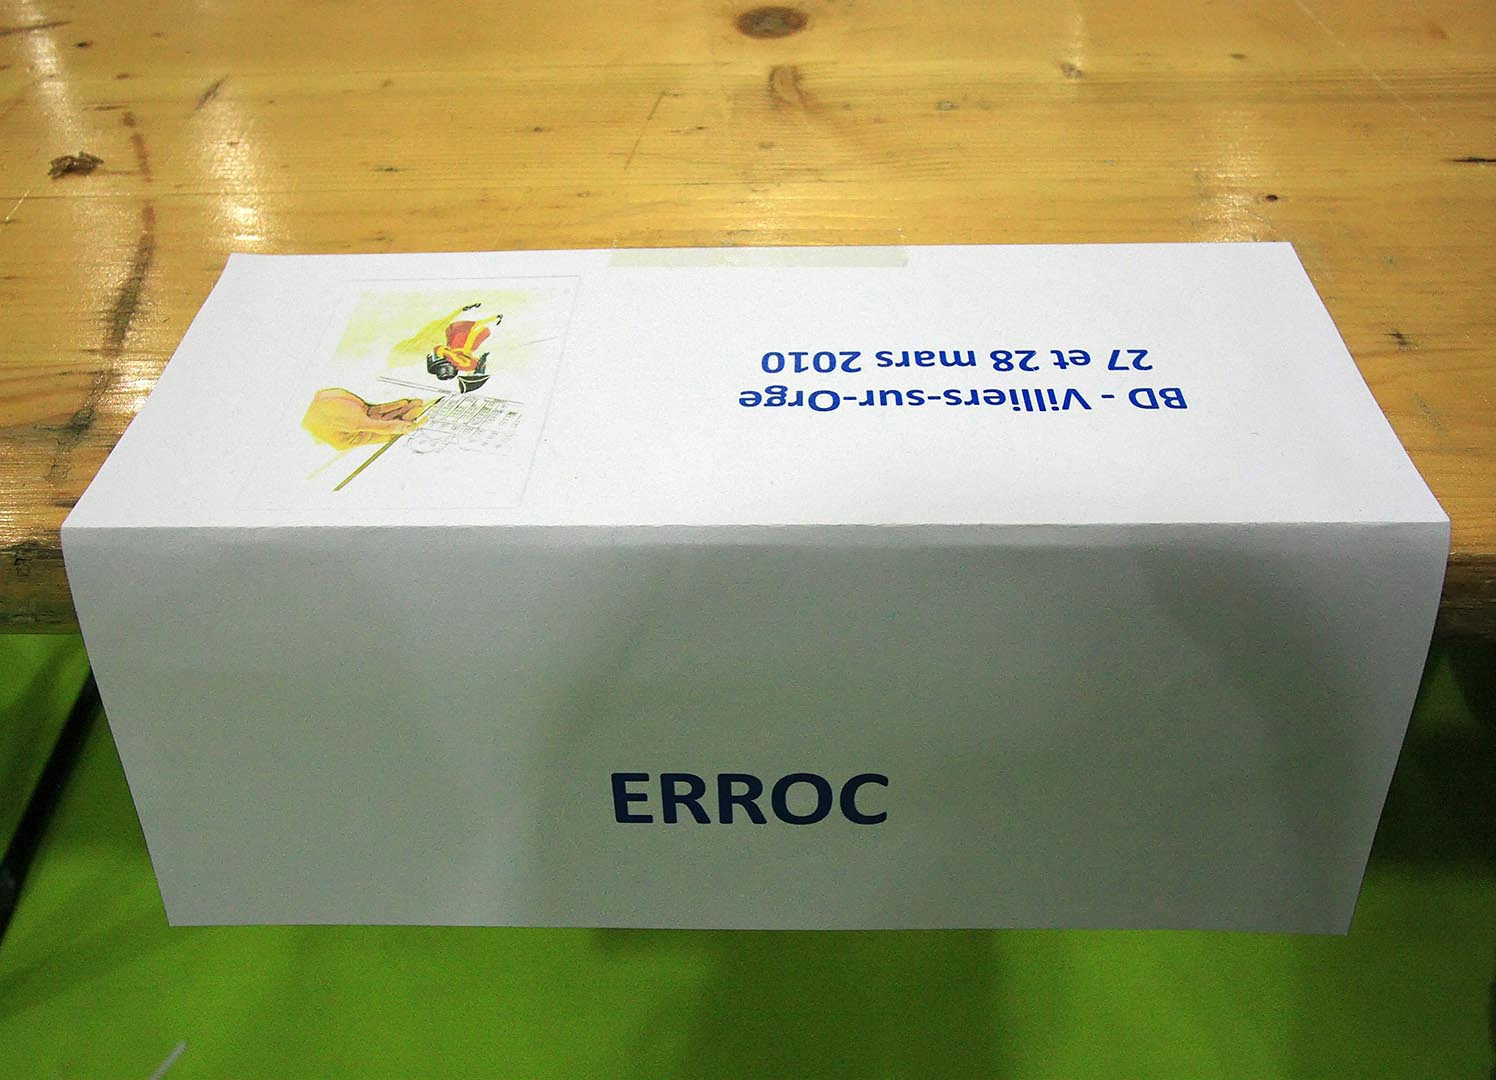 BD - Villiers-sur-Orge
27 et 28 mars 2010
ERROC